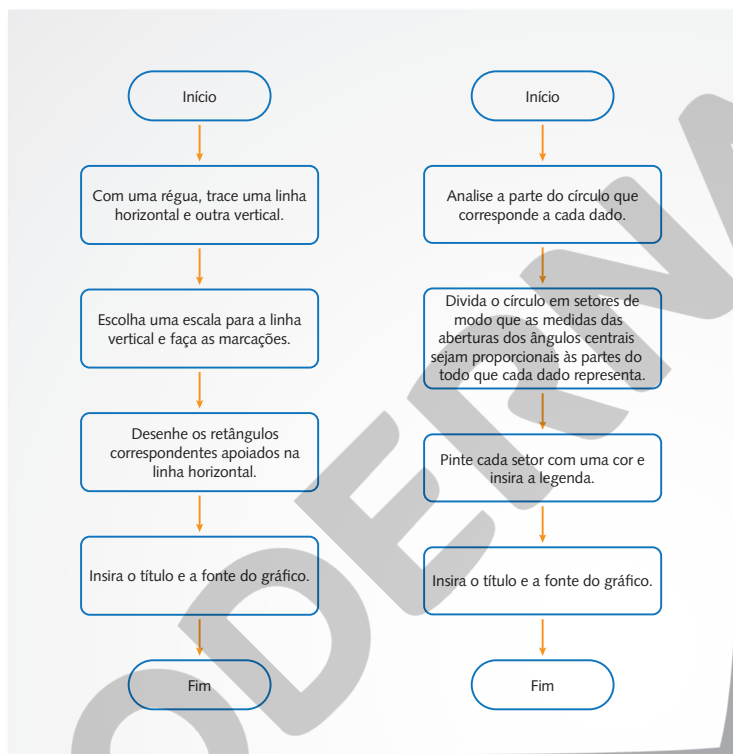 Início
Com uma régua, trace uma linha
horizontal e outra vertical.
Escolha uma escala para a linha
vertical e faça as marcações.
Desenhe os retângulos
correspondentes apoiados na
linha horizontal.
Insira o título e a fonte do gráfico.
Fim
Início
Analise a parte do círculo que
corresponde a cada dado.
Divida o círculo em setores de
modo que as medidas das
aberturas dos ângulos centrais
sejam proporcionais às partes do
todo que cada dado representa.
Pinte cada setor com uma cor e
insira a legenda.
Insira o título e a fonte do gráfico.
Fim
ODERNA